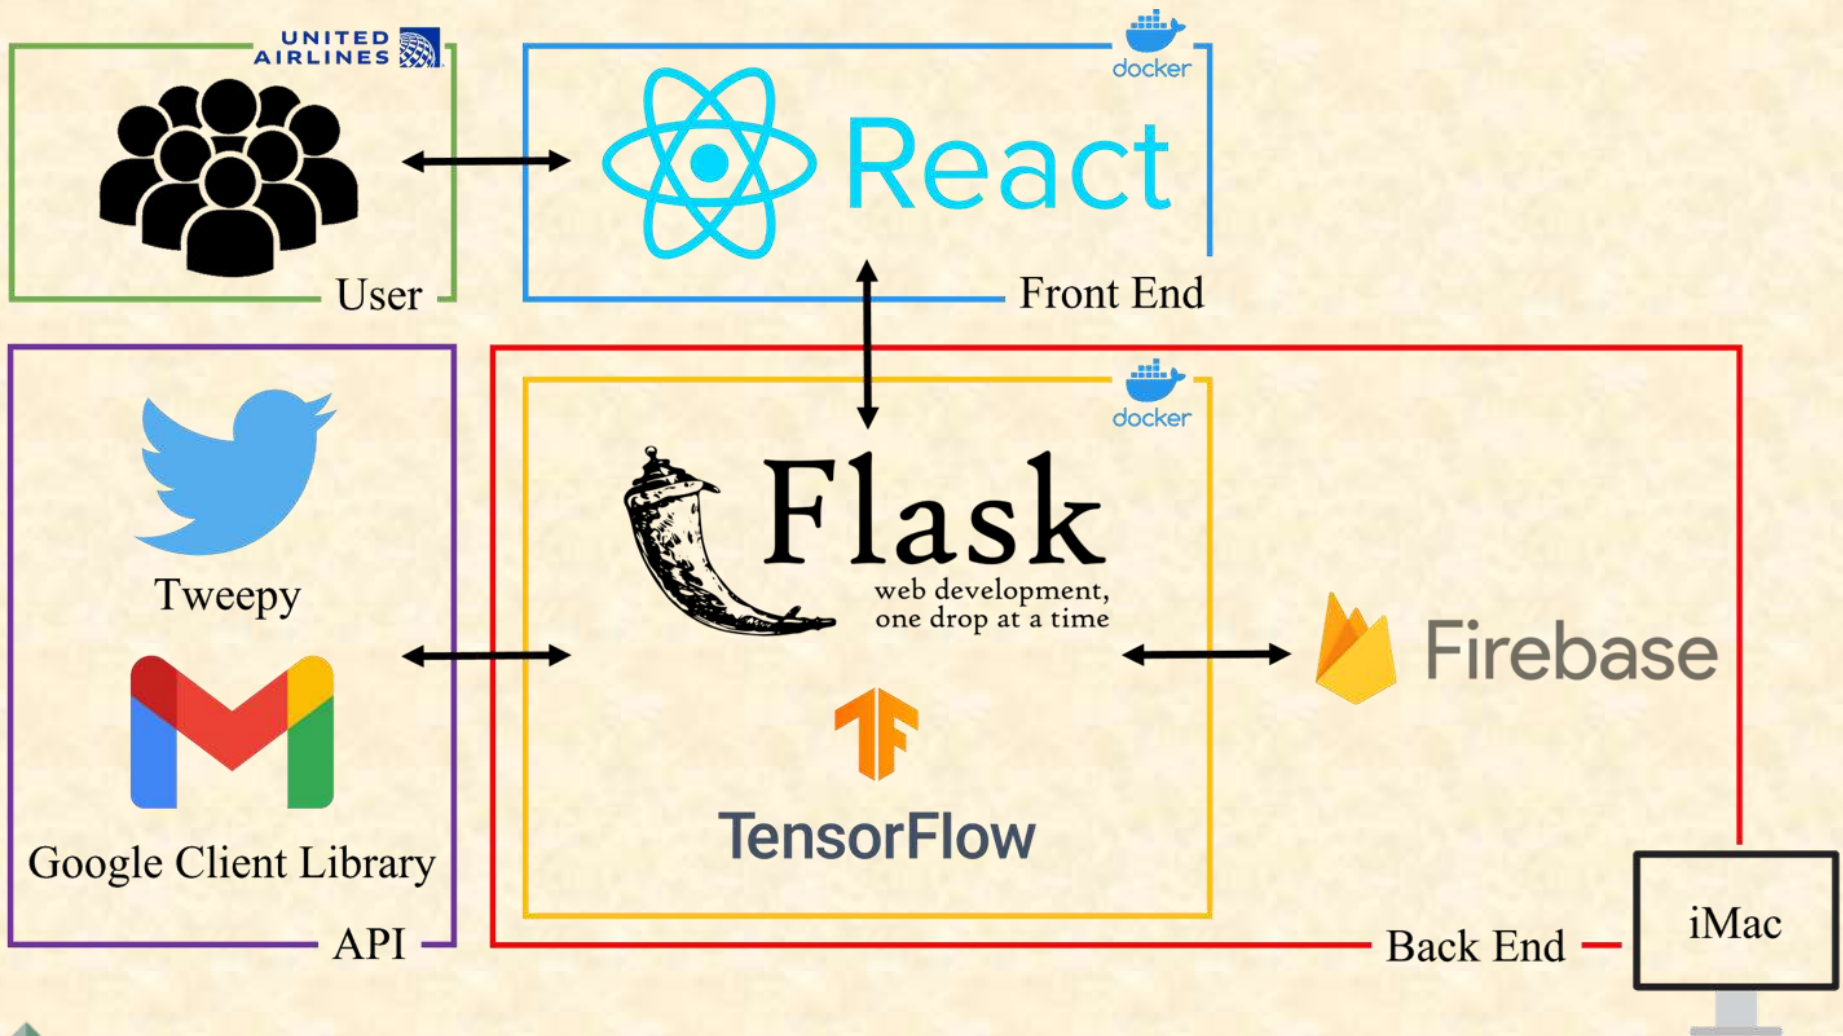 UNITED
AIRLINES
docker
React
User
Front End
docker
Flask
web development,
one drop at a time
Tweepy
Firebase
TensorFlow
Google Client Library
API
Back End
iMac